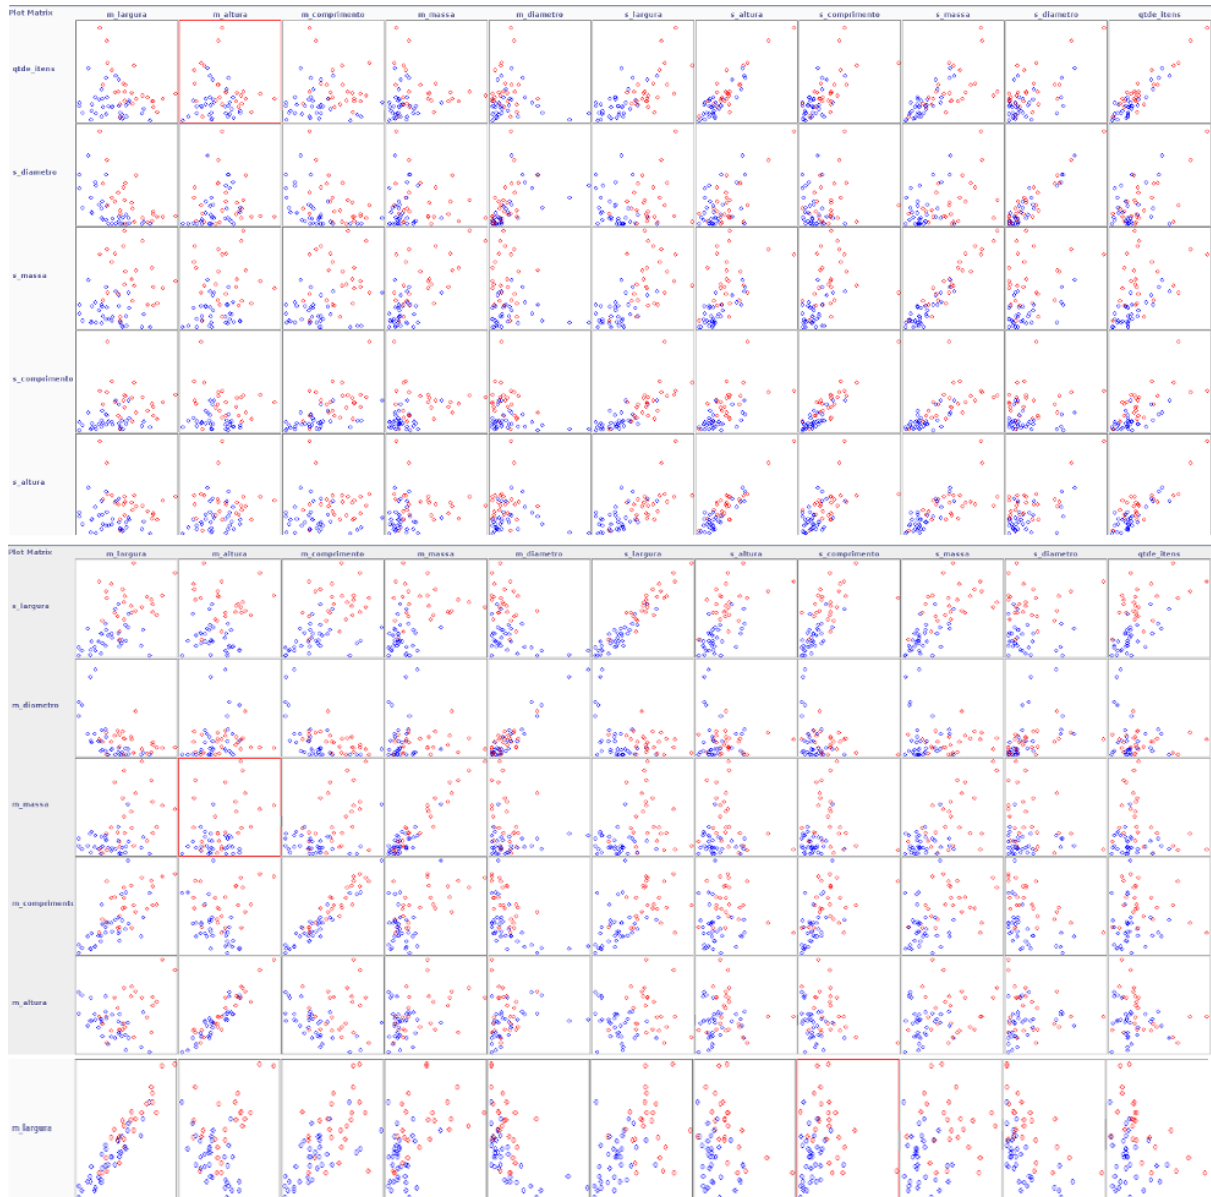 Plot Matrix m_largura m_altura m_comprimento m_massa m_diametro s_largura s_altura s_comprimento s_massa s_diametro qtde_itens
qtde_itens
s_diametro
s_massa
s_comprimento
s_altura
Plot Matrix m_largura m_altura m_comprimento m_massa m_diametro s_largura s_altura s_comprimento s_massa s_diametro qtde_itens
s_largura
m_diametro
m_massa
m_comprimento
m_altura
m_largura